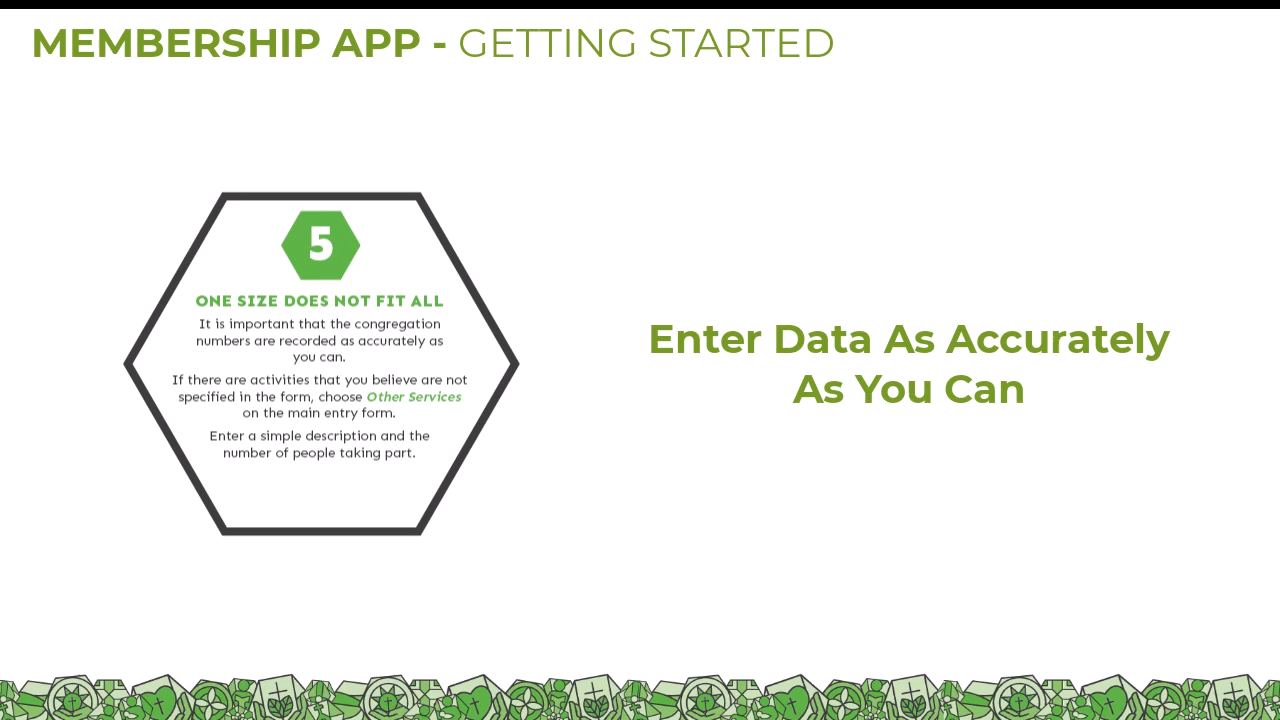 MEMBERSHIP APP - GETTING STARTED
5
ONE SIZE DOES NOT FIT ALL
It is important that the congregation
numbers are recorded as accurately as
you can.
If there are activities that you believe are not
specified in the form, choose Other Services
on the main entry form.
Enter a simple description and the
number of people taking part.
Enter Data As Accurately
As You Can